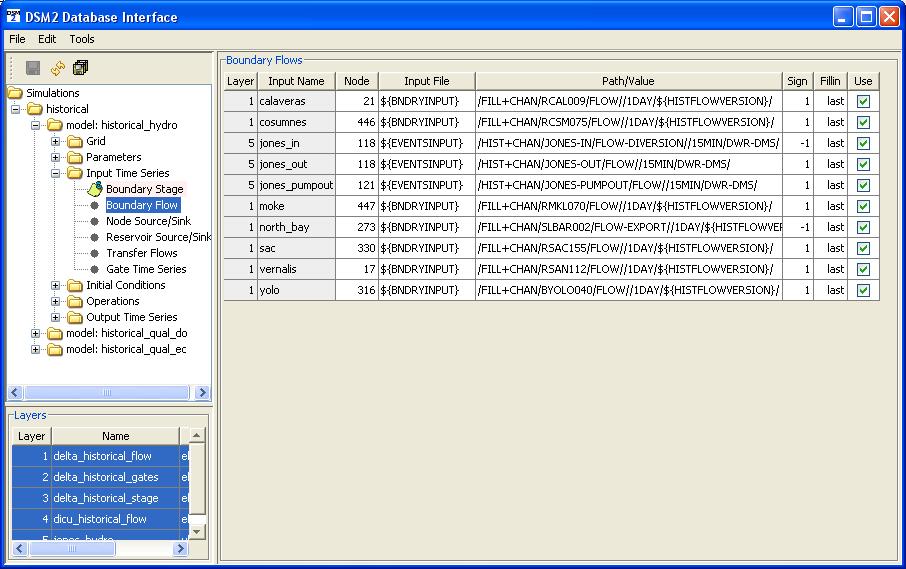 DSM2 Database Interface
File Edit Tools
Simulations
historical
model: historical_hydro
Grid
Parameters
Input Time Series
Boundary Stage
Boundary Flow
Node Source/Sink
Reservoir Source/Sink
Transfer Flows
Gate Time Series
Initial Conditions
Operations
Output Time Series
model: historical_qual_do
model: historical_qual_ec
Layers
Layer Name
1 delta_historical_flow
2 delta_historical_gates
3 delta_historical_stage
4 dicu_historical_flow
5 jones_hydro
Boundary Flows
Layer Input Name Node Input File Path/Value Sign Fillin Use
1 calaveras 21 ${BNDRYINPUT} /FILL+CHAN/RCAL009/FLOW//1DAY/${HISTFLOWVERSION}/ 1 last
1 cosumnes 446 ${BNDRYINPUT} /FILL+CHAN/RCSM075/FLOW//1DAY/${HISTFLOWVERSION}/ 1 last
5 jones_in 118 ${EVENTSINPUT} /HIST+CHAN/JONES-IN/FLOW-DIVERSION//15MIN/DWR-DMS/ -1 last
5 jones_out 118 ${EVENTSINPUT} /HIST+CHAN/JONES-OUT/FLOW//15MIN/DWR-DMS/ 1 last
5 jones_pumpout 121 ${EVENTSINPUT} /HIST+CHAN/JONES-PUMPOUT/FLOW//15MIN/DWR-DMS/ 1 last
1 moke 447 ${BNDRYINPUT} /FILL+CHAN/RMKL070/FLOW//1DAY/${HISTFLOWVERSION}/ 1 last
1 north_bay 273 ${BNDRYINPUT} /FILL+CHAN/SLBAR002/FLOW-EXPORT//1DAY/${HISTFLOWVEF -1 last
1 sac 330 ${BNDRYINPUT} /FILL+CHAN/RSAC155/FLOW//1DAY/${HISTFLOWVERSION}/ 1 last
1 vernalis 17 ${BNDRYINPUT} /FILL+CHAN/RSAN112/FLOW//1DAY/${HISTFLOWVERSION}/ 1 last
1 yolo 316 ${BNDRYINPUT} /FILL+CHAN/BYOLO040/FLOW//1DAY/${HISTFLOWVERSION}/ 1 last